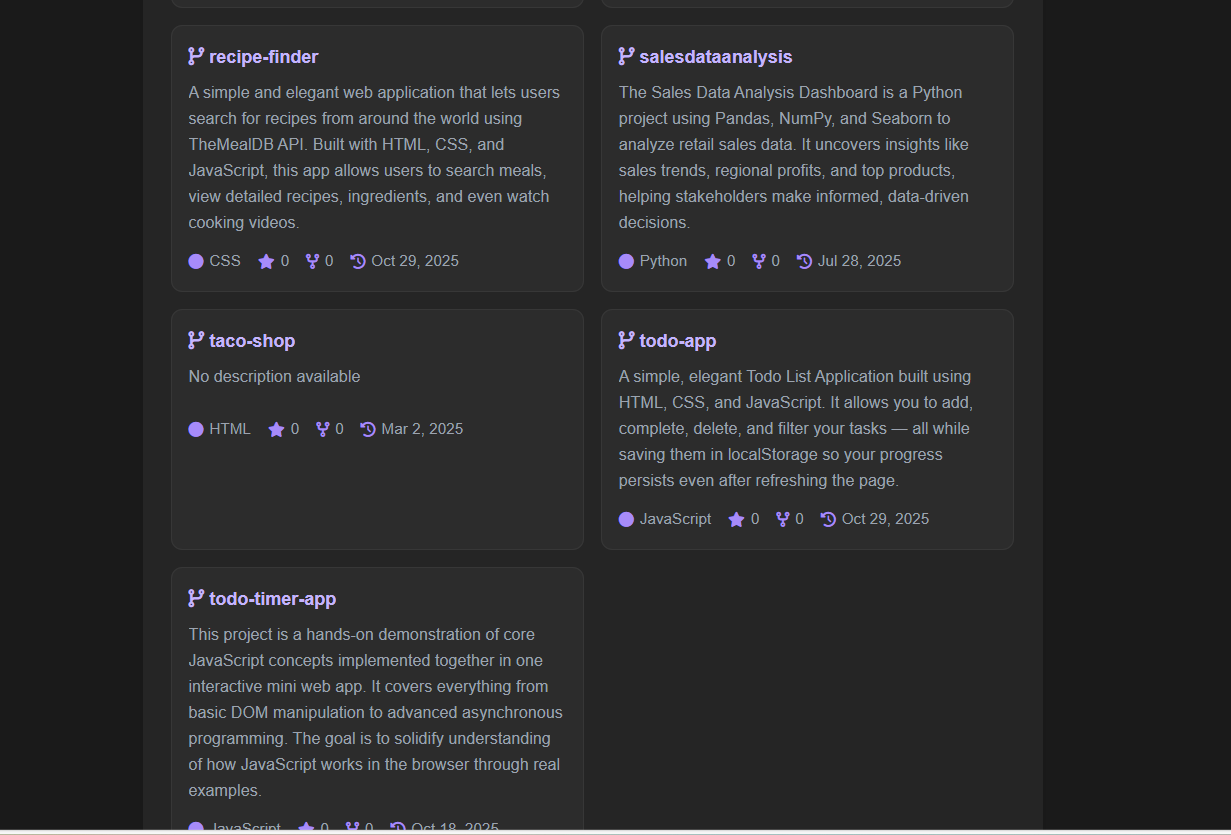 recipe-finder
A simple and elegant web application that lets users
search for recipes from around the world using
TheMealDB API. Built with HTML, CSS, and
JavaScript, this app allows users to search meals,
view detailed recipes, ingredients, and even watch
cooking videos.
CSS 0 0 Oct 29, 2025
salesdataanalysis
The Sales Data Analysis Dashboard is a Python
project using Pandas, NumPy, and Seaborn to
analyze retail sales data. It uncovers insights like
sales trends, regional profits, and top products,
helping stakeholders make informed, data-driven
decisions.
Python 0 0 Jul 28, 2025
taco-shop
No description available
HTML 0 0 Mar 2, 2025
todo-app
A simple, elegant Todo List Application built using
HTML, CSS, and JavaScript. It allows you to add,
complete, delete, and filter your tasks — all while
saving them in localStorage so your progress
persists even after refreshing the page.
JavaScript 0 0 Oct 29, 2025
todo-timer-app
This project is a hands-on demonstration of core
JavaScript concepts implemented together in one
interactive mini web app. It covers everything from
basic DOM manipulation to advanced asynchronous
programming. The goal is to solidify understanding
of how JavaScript works in the browser through real
examples.
JavaScript 0 0 Oct 18, 2025